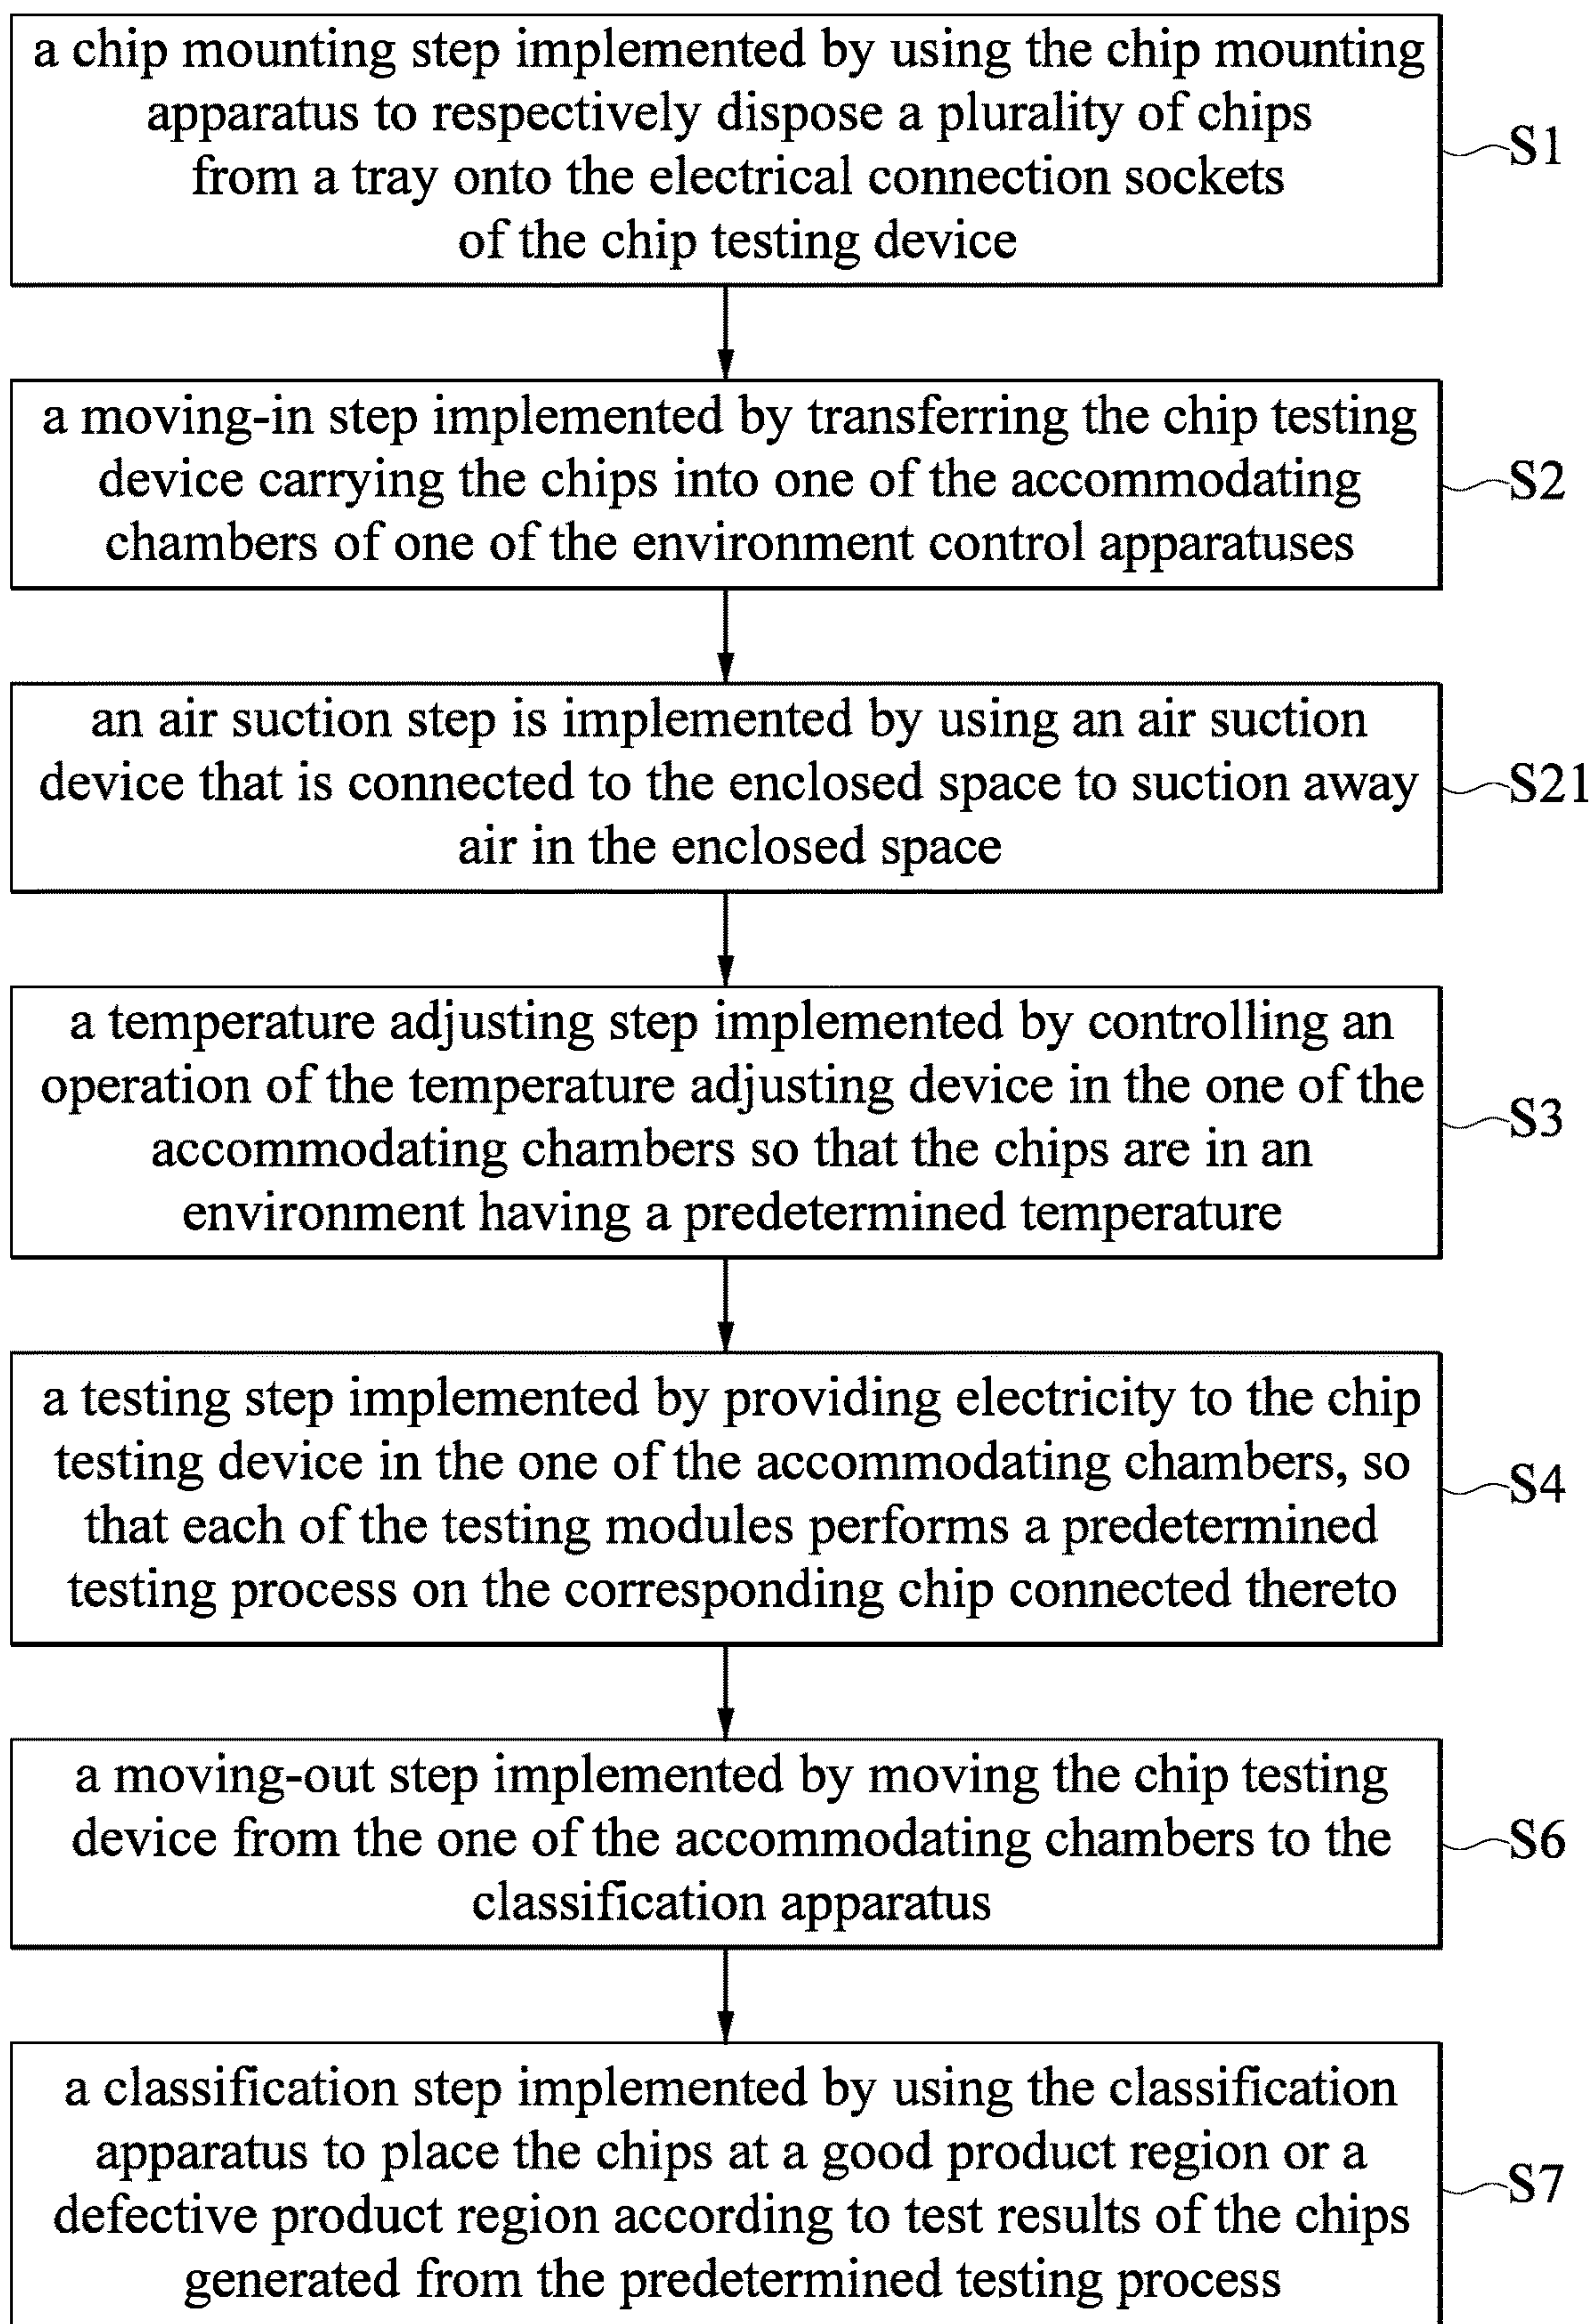 a chip mounting step implemented by using the chip mounting
apparatus to respectively dispose a plurality of chips
from a tray onto the electrical connection sockets
of the chip testing device
S1
a moving-in step implemented by transferring the chip testing
device carrying the chips into one of the accommodating
chambers of one of the environment control apparatuses
S2
an air suction step is implemented by using an air suction
device that is connected to the enclosed space to suction away
air in the enclosed space
S21
a temperature adjusting step implemented by controlling an
operation of the temperature adjusting device in the one of the
accommodating chambers so that the chips are in an
environment having a predetermined temperature
S3
a testing step implemented by providing electricity to the chip
testing device in the one of the accommodating chambers, so
that each of the testing modules performs a predetermined
testing process on the corresponding chip connected thereto
S4
a moving-out step implemented by moving the chip testing
device from the one of the accommodating chambers to the
classification apparatus
S6
a classification step implemented by using the classification
apparatus to place the chips at a good product region or a
defective product region according to test results of the chips
generated from the predetermined testing process
S7